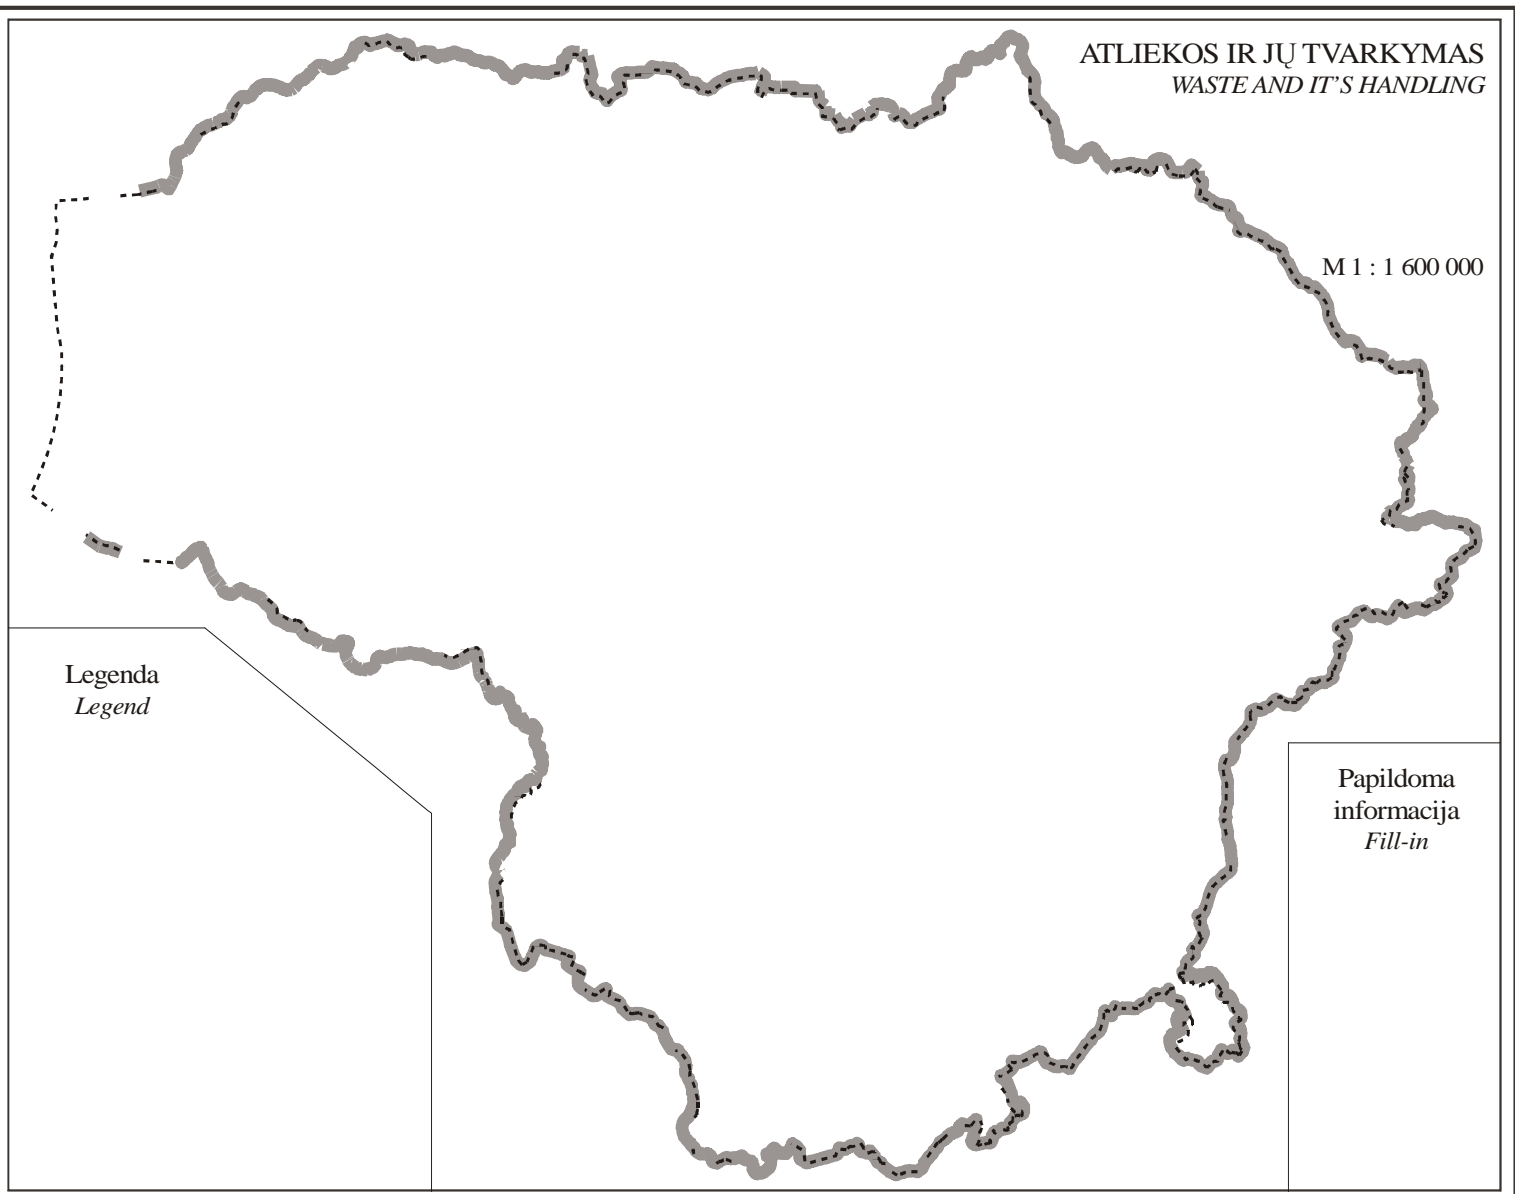 ATLIEKOS IR JŲ TVARKYMAS
WASTE AND IT'S HANDLING
M 1 : 1 600 000
Legenda
Legend
Papildoma
informacija
Fill-in